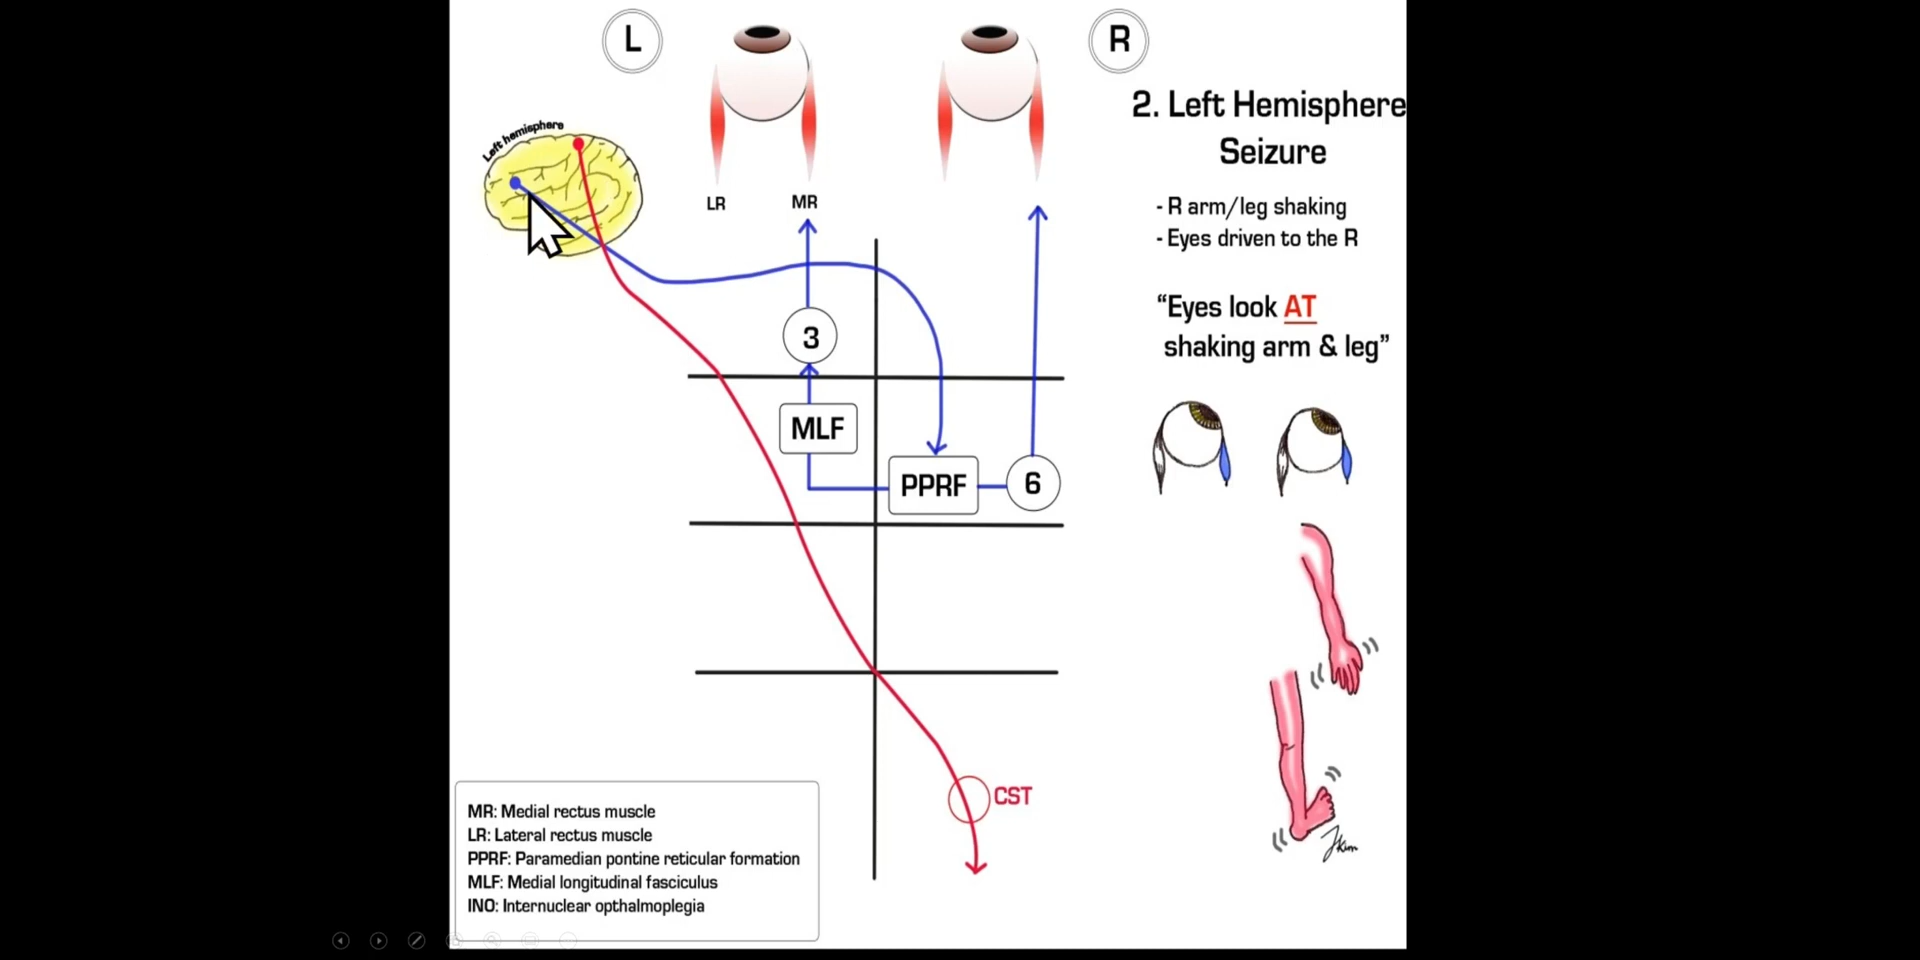 L
R
2. Left Hemisphere
Seizure
- R arm/leg shaking
- Eyes driven to the R
"Eyes look AT
shaking arm & leg"
Left hemisphere
LR
MR
3
MLF
PPRF
6
CST
MR: Medial rectus muscle
LR: Lateral rectus muscle
PPRF: Paramedian pontine reticular formation
MLF: Medial longitudinal fasciculus
INO: Internuclear opthalmoplegia